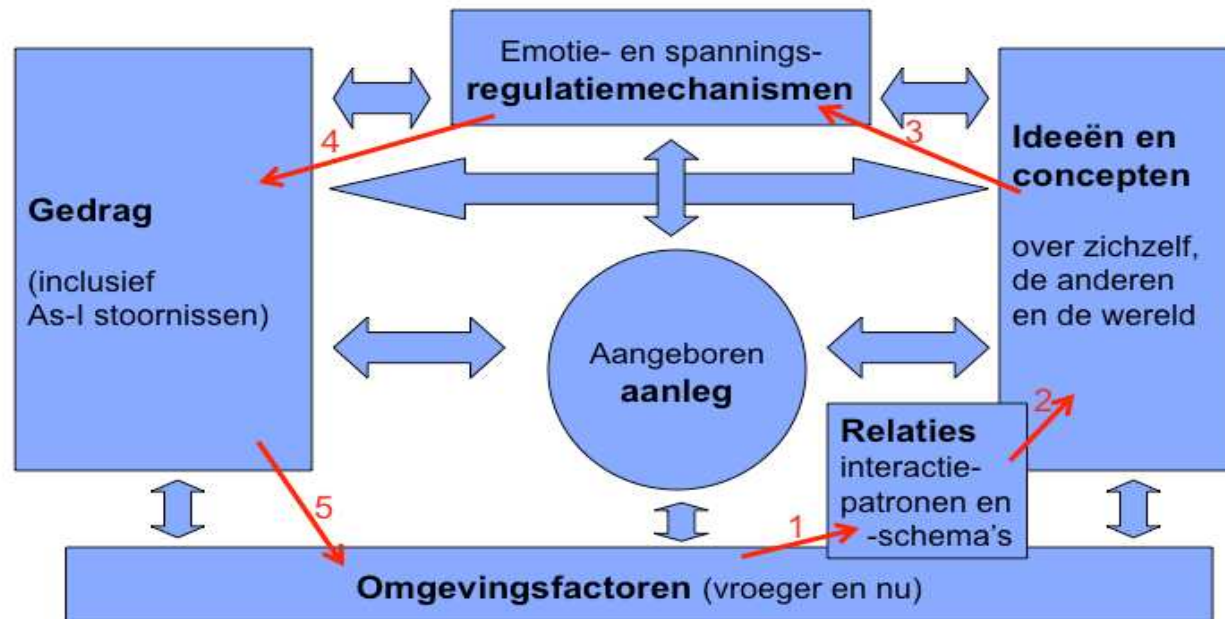 Emotie- en spannings-
regulatiemechanismen
4
3
Ideeën en
concepten
Gedrag
over zichzelf,
de anderen
en de wereld
(inclusief
As-I stoornissen)
Aangeboren
aanleg
2
Relaties
interactie-
patronen en
-schema's
5
1
Omgevingsfactoren (vroeger en nu)